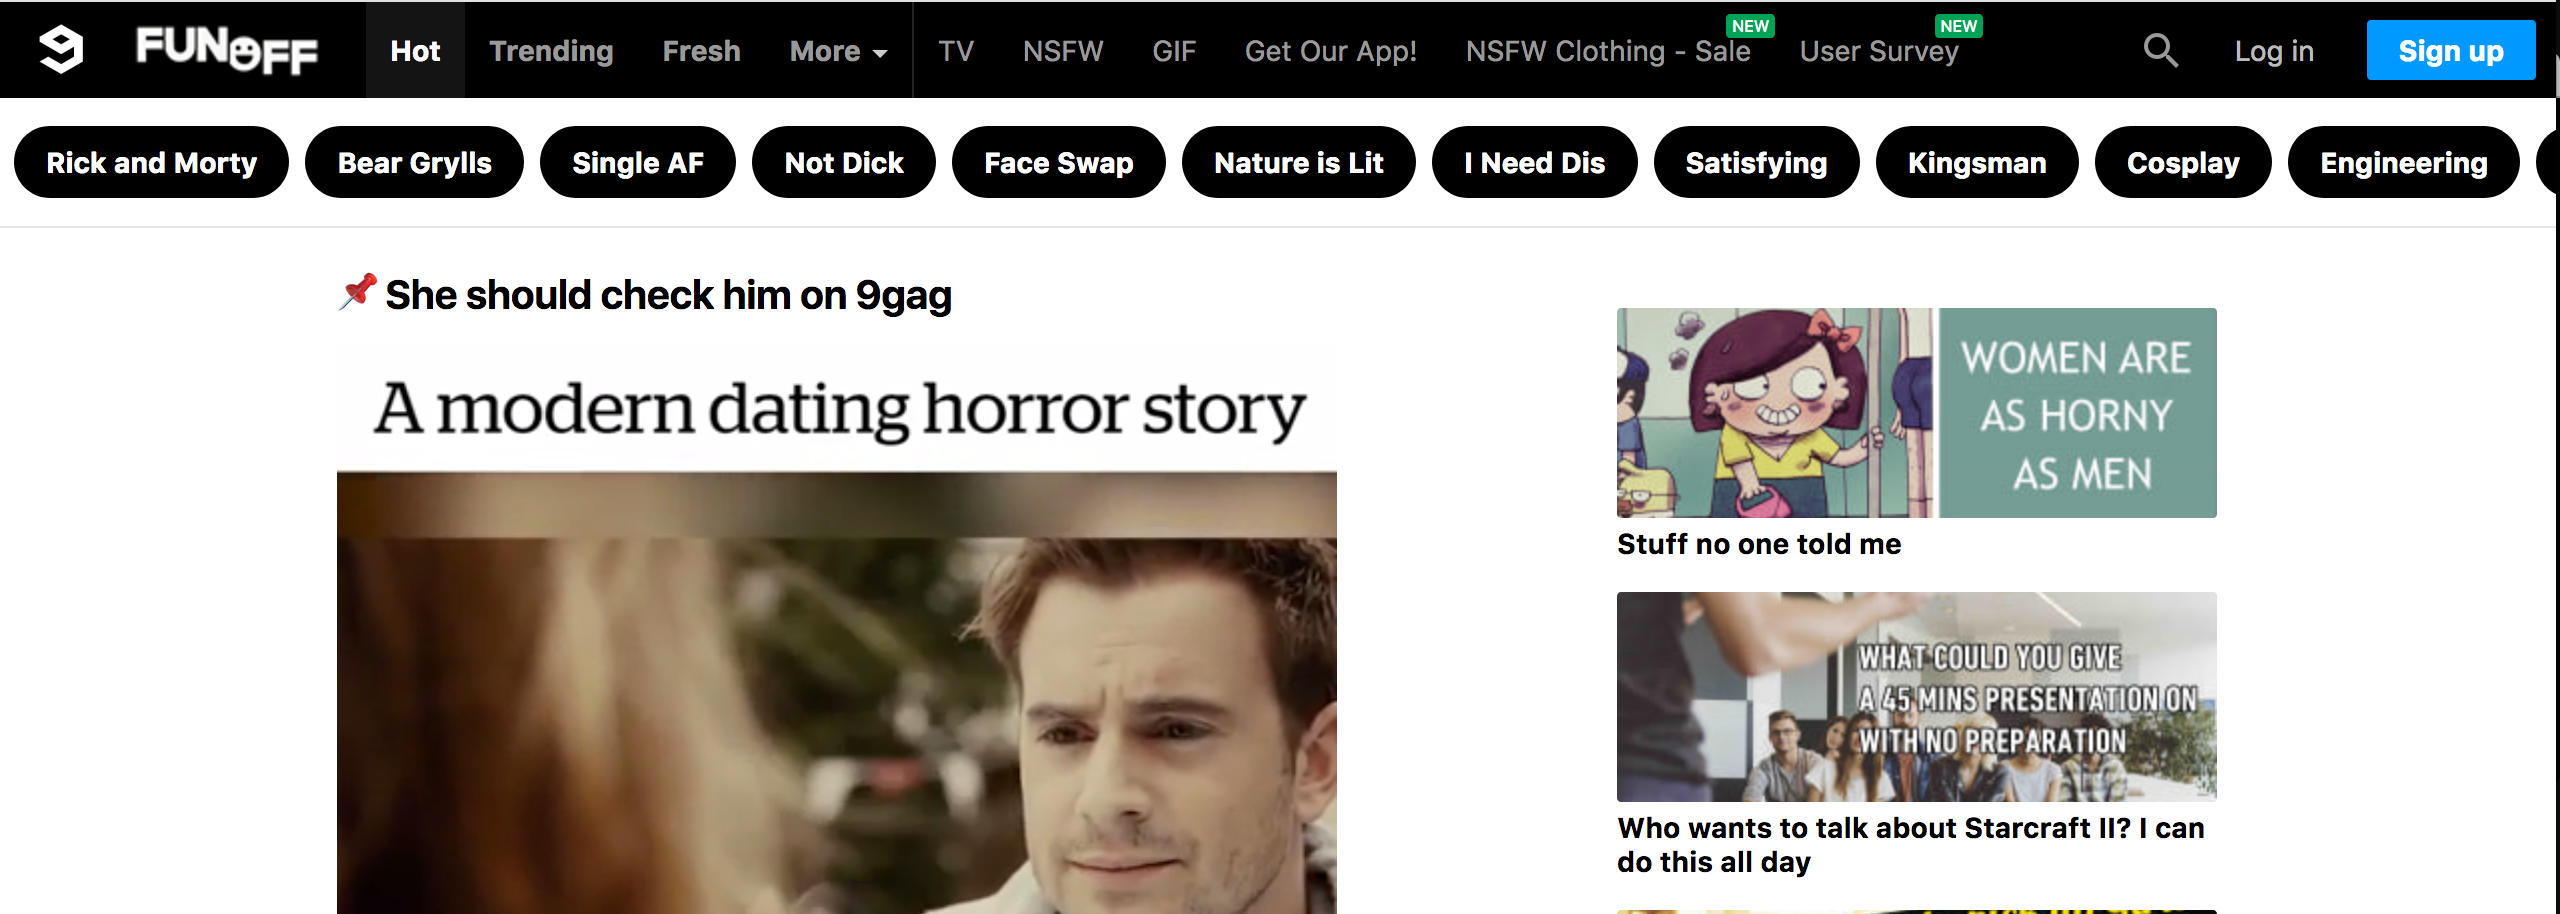 9 FUNOFF Hot Trending Fresh More TV NSFW GIF Get Our App! NSFW Clothing - Sale NEW User Survey NEW Log in Sign up
Rick and Morty Bear Grylls Single AF Not Dick Face Swap Nature is Lit I Need Dis Satisfying Kingsman Cosplay Engineering
She should check him on 9gag
A modern dating horror story
WOMEN ARE
AS HORNY
AS MEN
Stuff no one told me
WHAT COULD YOU GIVE
A 45 MINS PRESENTATION ON
WITH NO PREPARATION
Who wants to talk about Starcraft II? I can
do this all day